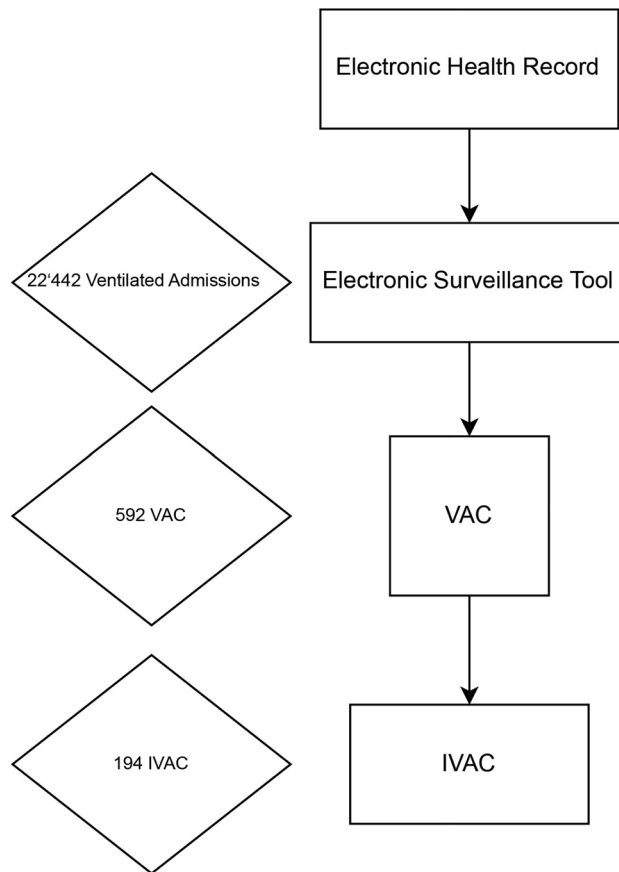 Electronic Health Record
22‘442 Ventilated Admissions
Electronic Surveillance Tool
592 VAC
VAC
194 IVAC
IVAC